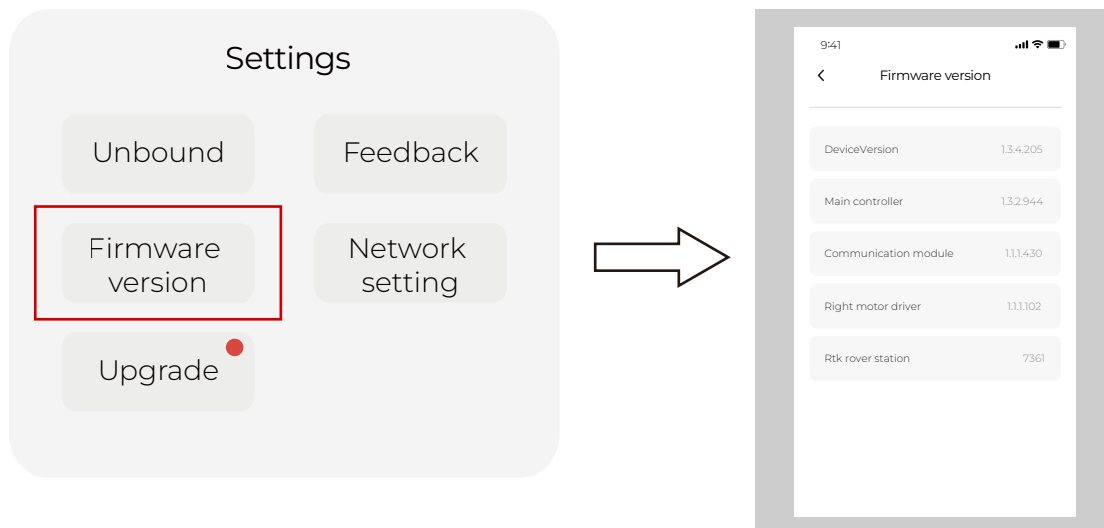 Settings
Unbound
Feedback
Firmware
version
Network
setting
Upgrade
9:41
Firmware version
DeviceVersion 1.3.4.205
Main controller 1.3.2.944
Communication module 1.1.1.430
Right motor driver 1.1.1.102
Rtk rover station 7361